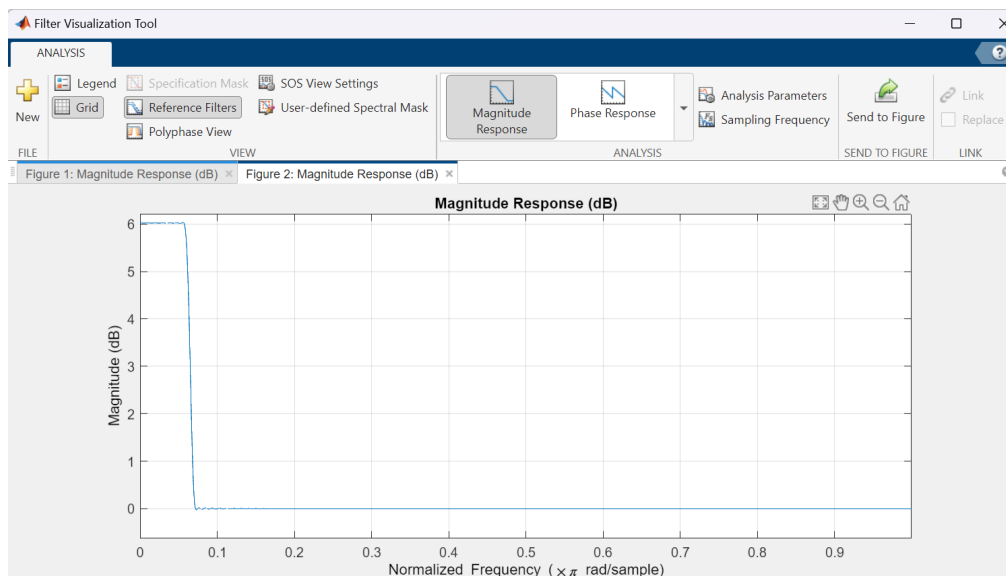 Filter Visualization Tool
ANALYSIS
?
New
Legend
Grid
Specification Mask
Reference Filters
Polyphase View
SOS View Settings
User-defined Spectral Mask
Magnitude
Response
Phase Response
Analysis Parameters
Sampling Frequency
Send to Figure
Link
Replace
FILE
VIEW
ANALYSIS
SEND TO FIGURE
LINK
Figure 1: Magnitude Response (dB) ×
Figure 2: Magnitude Response (dB) ×
Magnitude Response (dB)
Magnitude (dB)
6
5
4
3
2
1
0
0 0.1 0.2 0.3 0.4 0.5 0.6 0.7 0.8 0.9
Normalized Frequency (×π rad/sample)